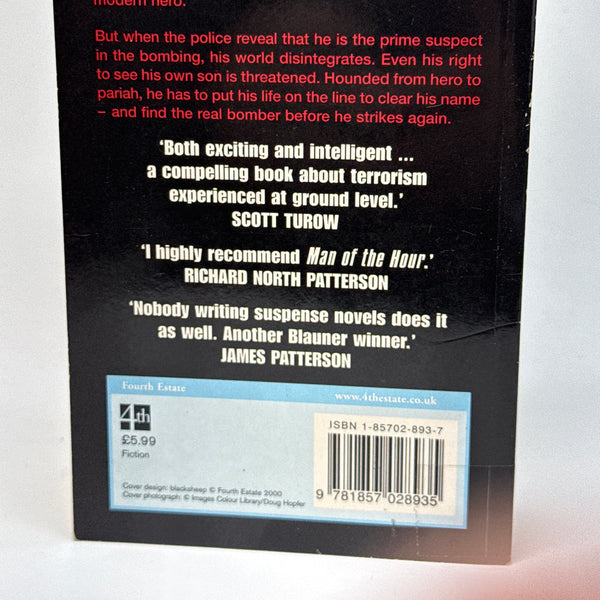 modern hero.
But when the police reveal that he is the prime suspect
in the bombing, his world disintegrates. Even his right
to see his own son is threatened. Hounded from hero to
pariah, he has to put his life on the line to clear his name
– and find the real bomber before he strikes again.
‘Both exciting and intelligent ...
a compelling book about terrorism
experienced at ground level.’
SCOTT TUROW
‘I highly recommend Man of the Hour.’
RICHARD NORTH PATTERSON
‘Nobody writing suspense novels does it
as well. Another Blauner winner.’
JAMES PATTERSON
Fourth Estate
www.4thestate.co.uk
4th
£5.99
Fiction
ISBN 1-85702-893-7
9 781857 028935
Cover design: blacksheep © Fourth Estate 2000
Cover photograph: © Images Colour Library/Doug Hopfer